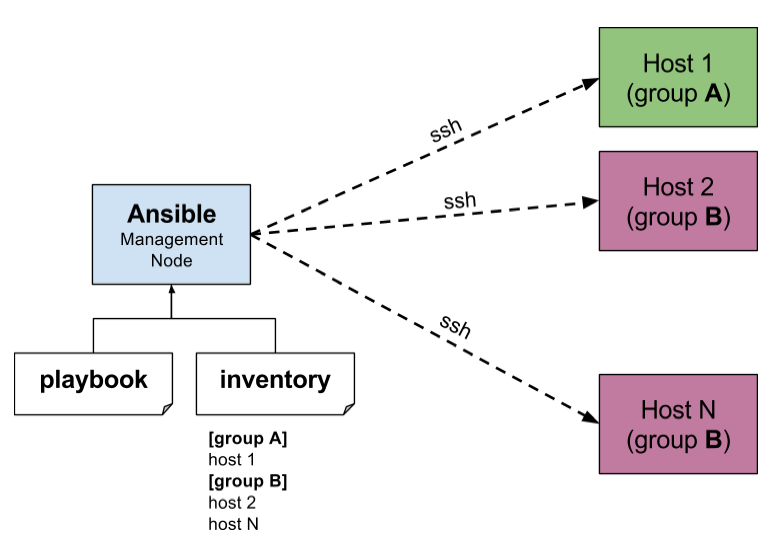 Ansible
Management
Node
playbook
inventory
[group A]
host 1
[group B]
host 2
host N
ssh
ssh
ssh
Host 1
(group A)
Host 2
(group B)
Host N
(group B)